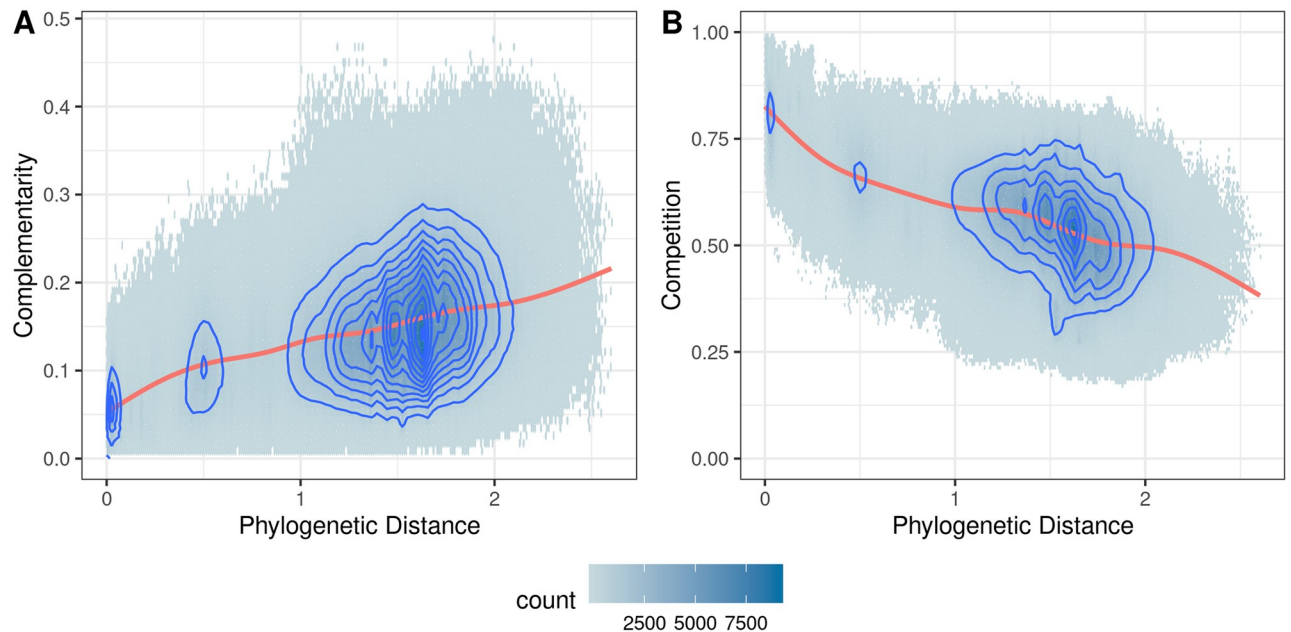 A
0.5
0.4
0.3
0.2
0.1
0.0
Complementarity
0 1 2
Phylogenetic Distance
B
1.00
0.75
0.50
0.25
0.00
Competition
0 1 2
Phylogenetic Distance
count
2500 5000 7500